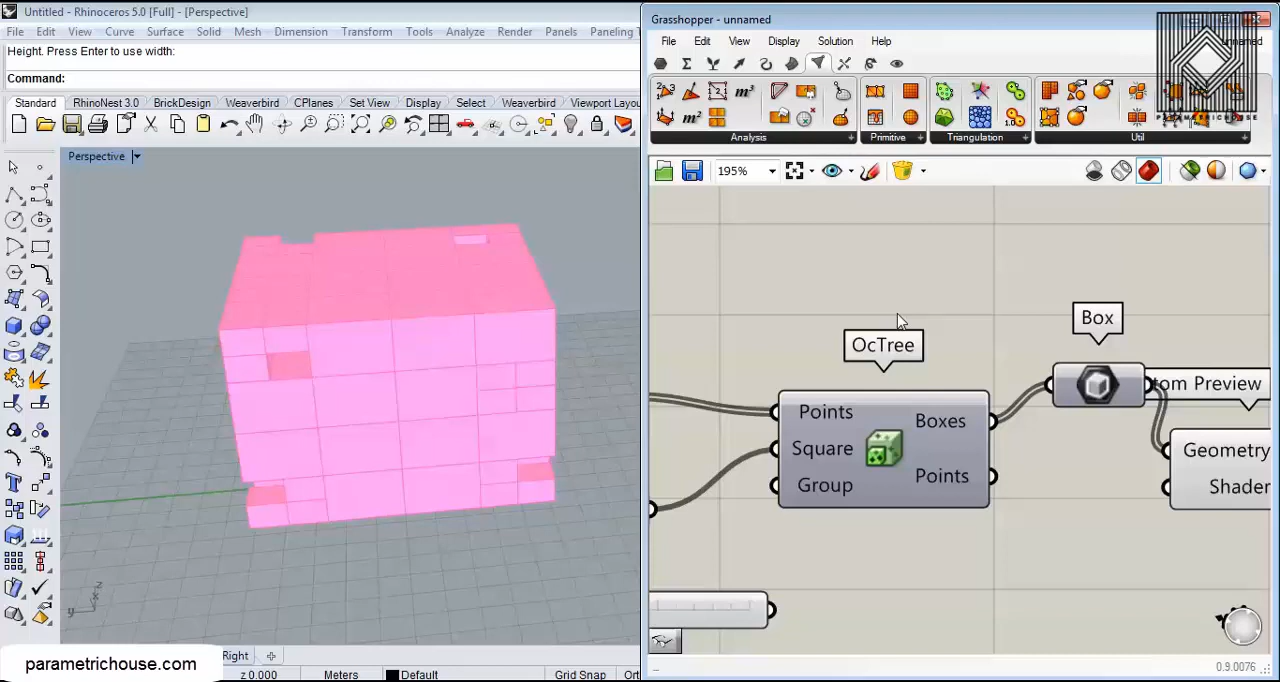 Untitled - Rhinoceros 5.0 [Full] - [Perspective]
File Edit View Curve Surface Solid Mesh Dimension Transform Tools Analyze Render Panels Paneling
Height. Press Enter to use width:
Command:
Standard RhinoNest 3.0 BrickDesign Weaverbird CPlanes Set View Display Select Weaverbird Viewport Layou
Perspective
z
x
y
Right
z 0.000 Meters Default Grid Snap Ort
parametrichouse.com
Grasshopper - unnamed
File Edit View Display Solution Help unnamed
Analysis Primitive Triangulation Util
PARAMETRICHOUSE
195%
Box
OcTree
tom Preview
Points
Square
Group
Boxes
Points
Geometry
Shader
0.9.0076